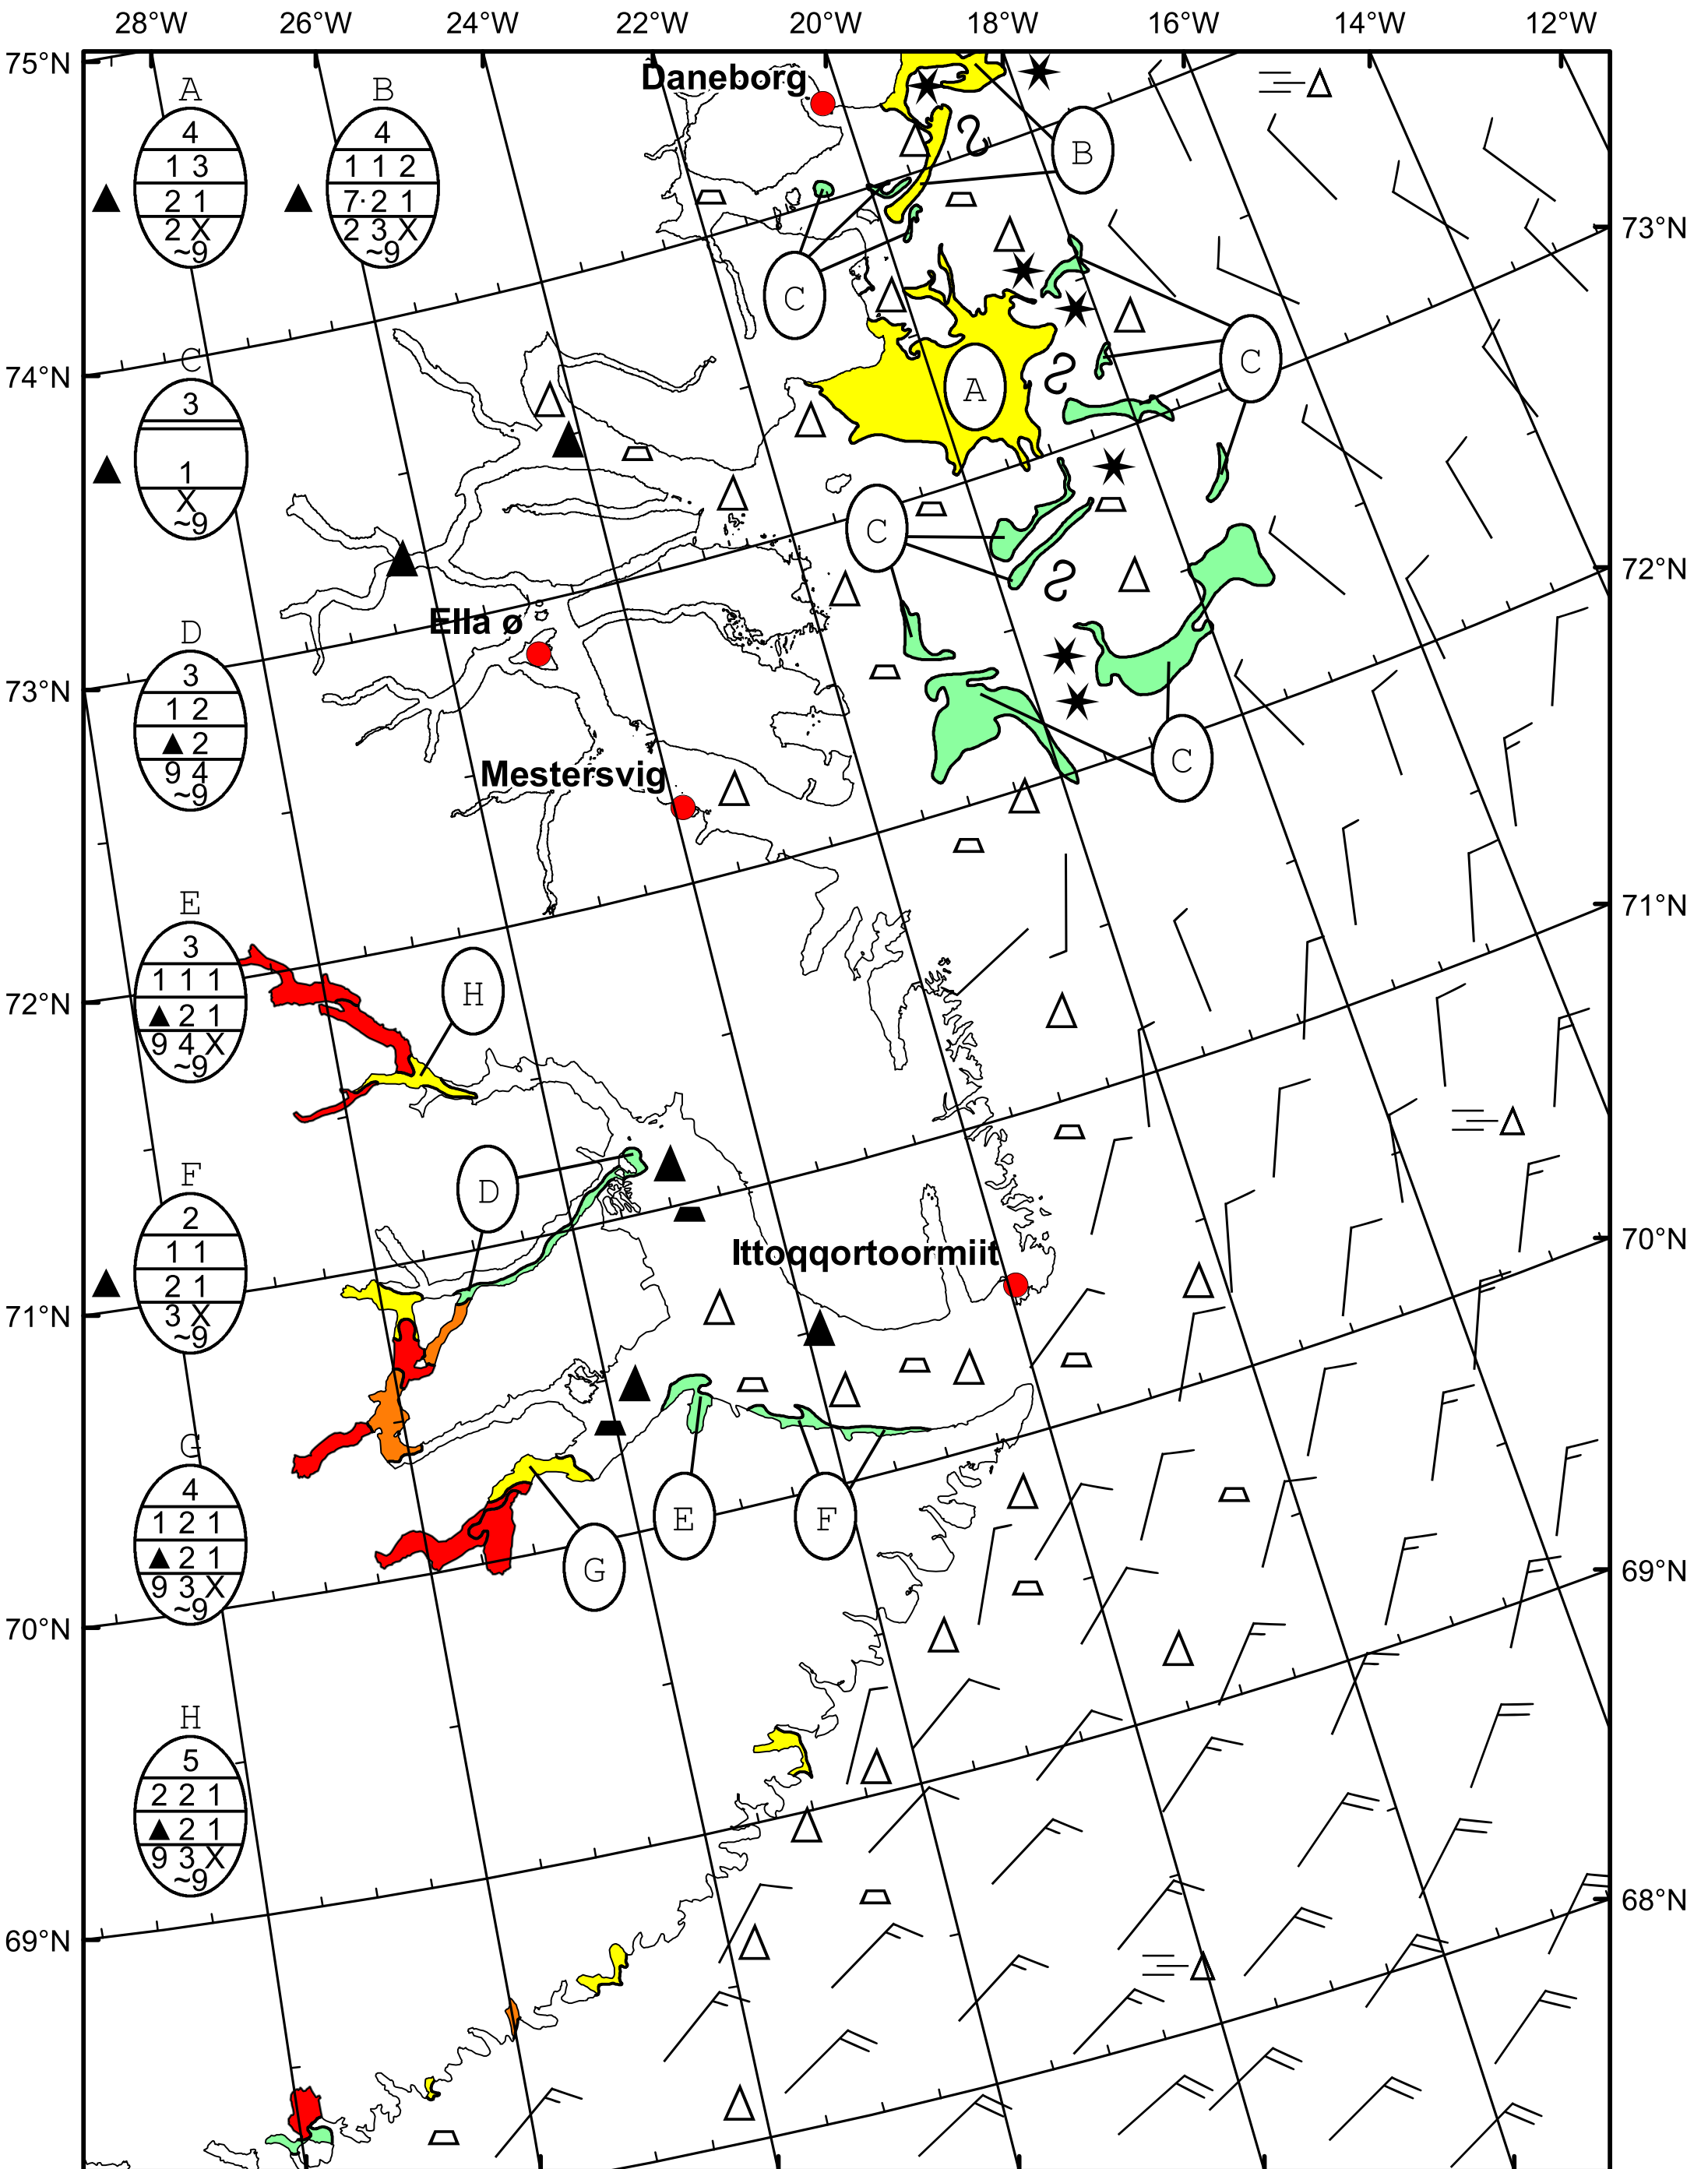 28°W 26°W 24°W 22°W 20°W 18°W 16°W 14°W 12°W
75°N
Daneborg
A
4
1 3
2 1
2 X
~9
B
4
1 1 2
7· 2 1
2 3 X
~9
B
C
73°N
74°N
C
3
1
X
~9
A
C
C
72°N
Ella ø
D
3
1 2
▲ 2
9 4
~9
73°N
Mestersvig
C
E
3
1 1 1
▲ 2 1
9 4 X
~9
71°N
72°N
H
D
F
2
1 1
2 1
3 X
~9
Ittoqqortoormiit
70°N
71°N
G
4
1 2 1
▲ 2 1
9 3 X
~9
E
F
G
69°N
70°N
H
5
2 2 1
▲ 2 1
9 3 X
~9
68°N
69°N